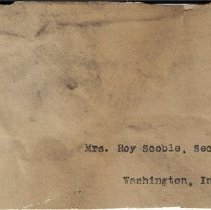 Mrs. Roy Scoble, Sec
Washington, In